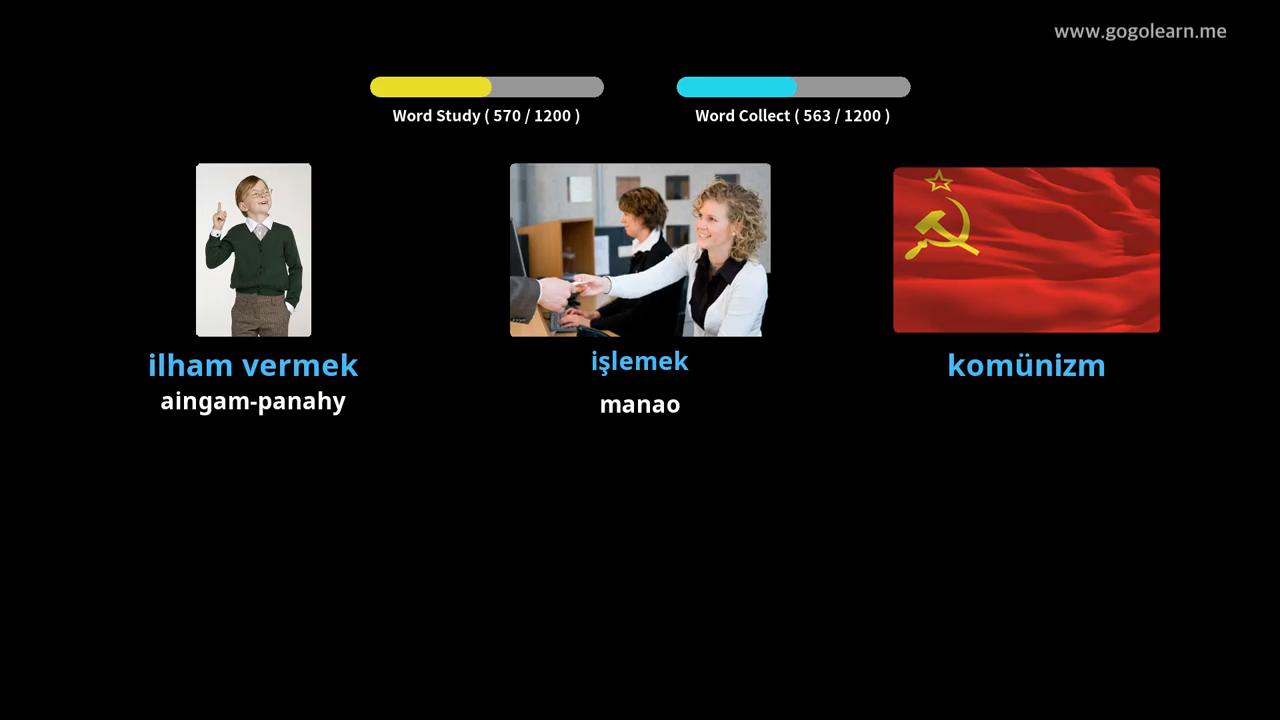 www.gogolearn.me
Word Study ( 570 / 1200 )
Word Collect ( 563 / 1200 )
ilham vermek
aingam-panahy
işlemek
manao
komünizm